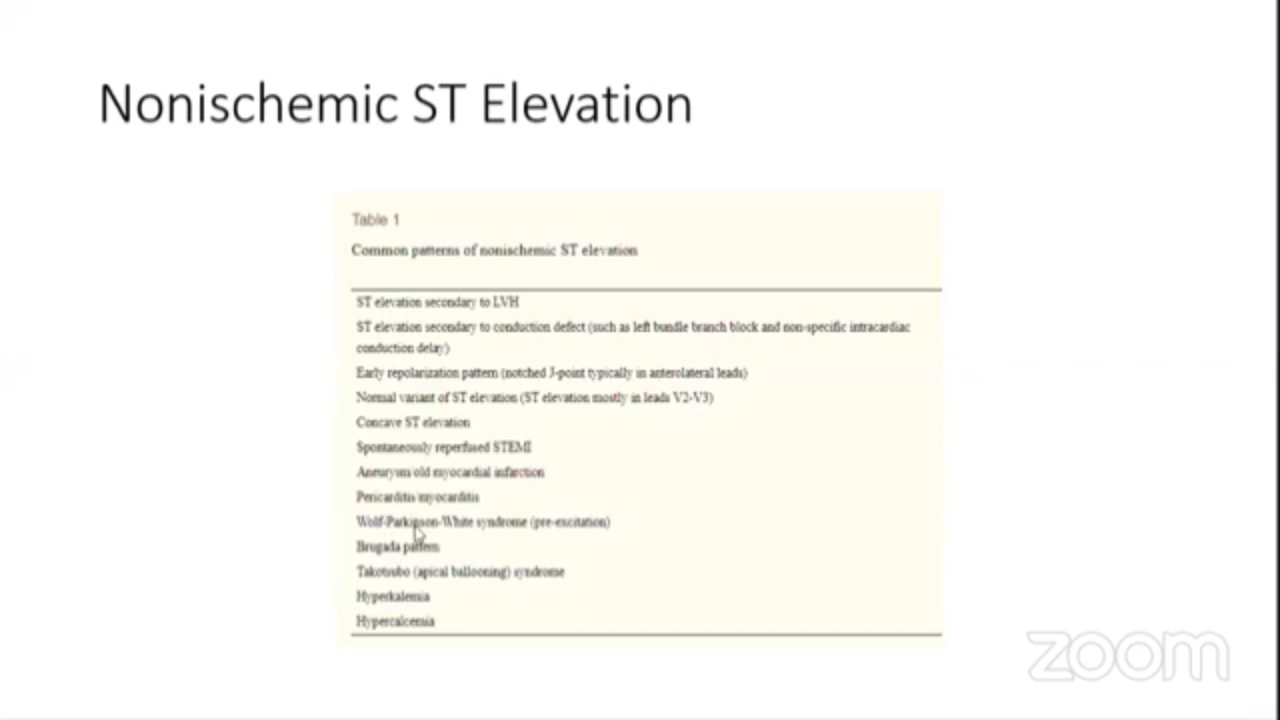 Nonischemic ST Elevation
Table 1
Common patterns of nonischemic ST elevation
ST elevation secondary to LVH
ST elevation secondary to conduction defect (such as left bundle branch block and non-specific intracardiac
conduction delay)
Early repolarization pattern (notched J-point typically in anterolateral leads)
Normal variant of ST elevation (ST elevation mostly in leads V2-V3)
Concave ST elevation
Spontaneously reperfused STEMI
Aneurysm old myocardial infarction
Pericarditis myocarditis
Wolf-Parkinson-White syndrome (pre-excitation)
Brugada pattern
Takotsubo (apical ballooning) syndrome
Hyperkalemia
Hypercalcemia
zoom